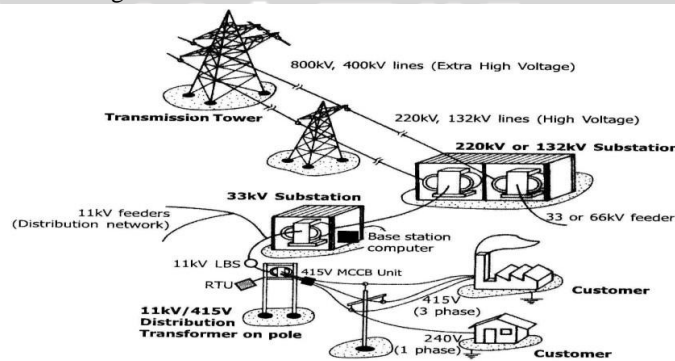 800kV, 400kV lines (Extra High Voltage)
Transmission Tower
220kV, 132kV lines (High Voltage)
220kV or 132kV Substation
33kV Substation
11kV feeders
(Distribution network)
33 or 66kV feeder
Base station
computer
11kV LBS
415V MCCB Unit
RTU
415V
(3 phase)
Customer
11kV/415V
Distribution
Transformer on pole
240V
(1 phase)
Customer